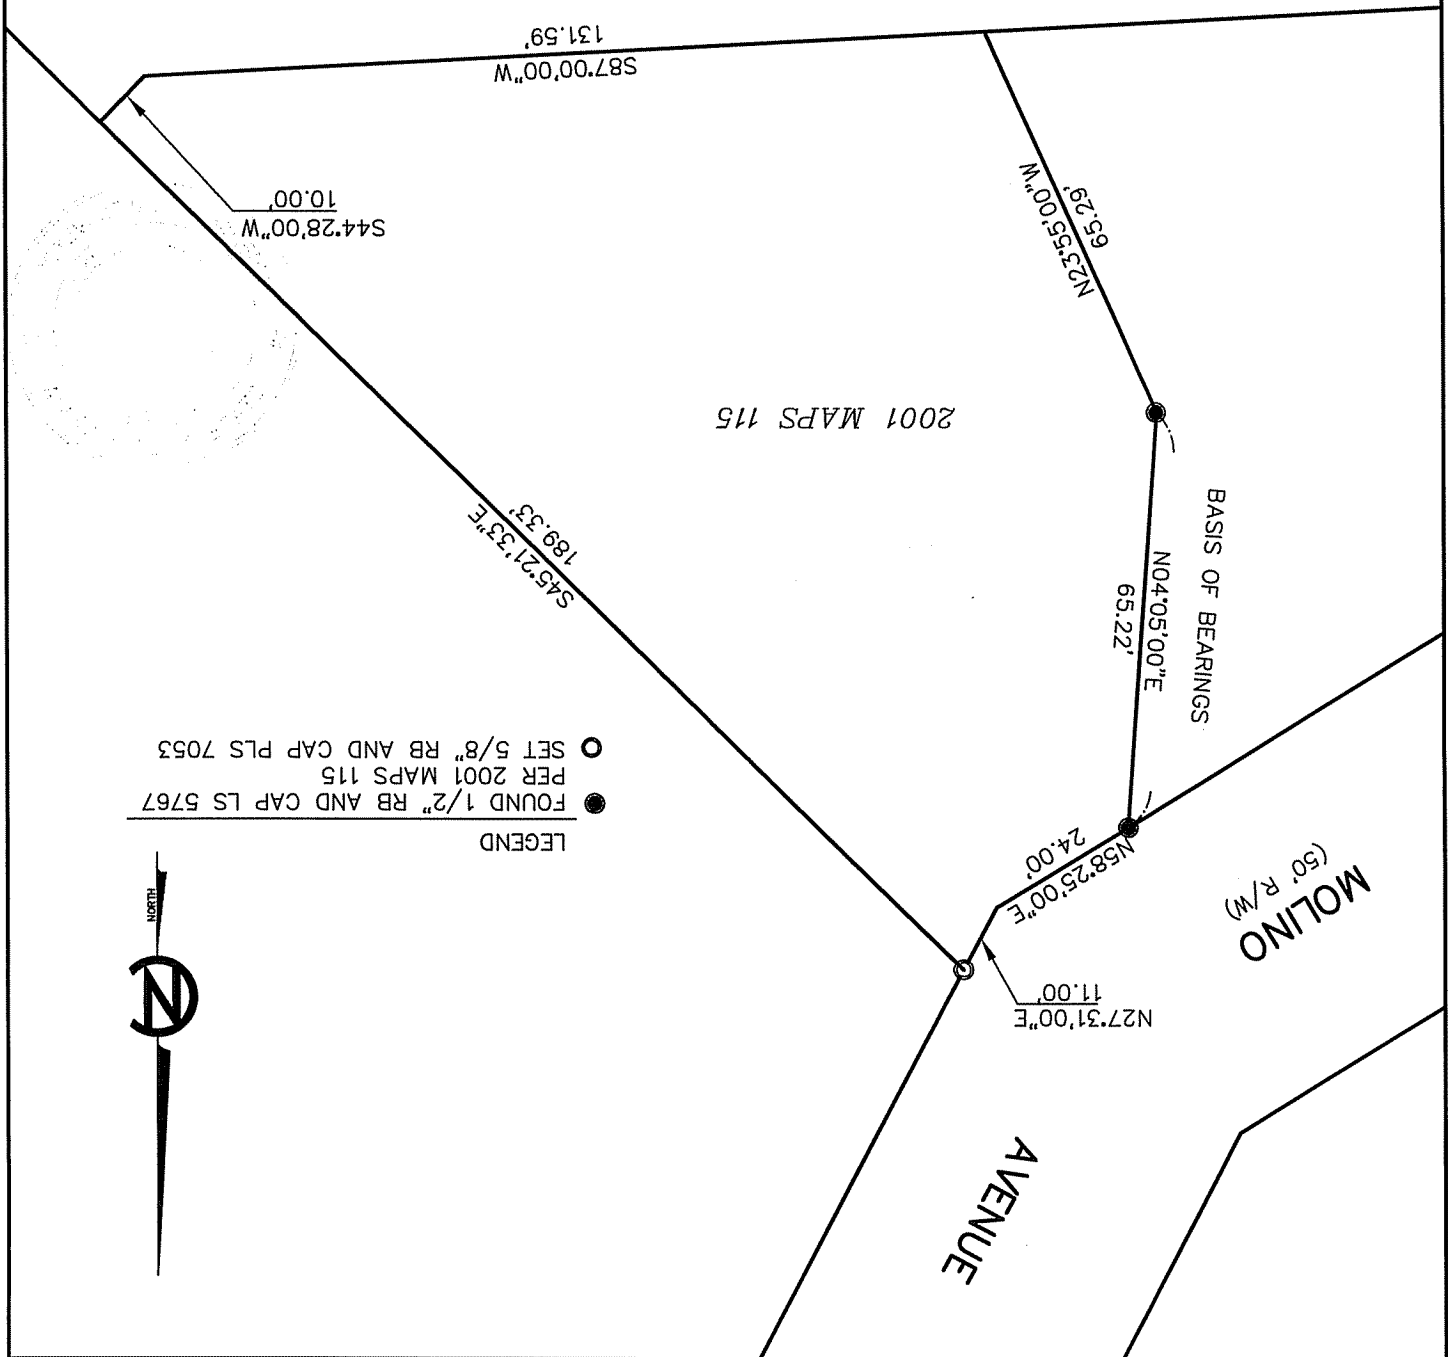 MOLINO
(50' R/W)
AVENUE
N27°31'00"E
11.00'
N58°25'00"E
24.00'
NORTH
N
LEGEND
FOUND 1/2" RB AND CAP LS 5767
PER 2001 MAPS 115
SET 5/8" RB AND CAP PLS 7053
BASIS OF BEARINGS
N04°05'00"E
65.22'
S45°21'33"E
189.33'
2001 MAPS 115
N23°55'00"W
65.29'
S44°28'00"W
10.00'
S87°00'00"W
131.59'